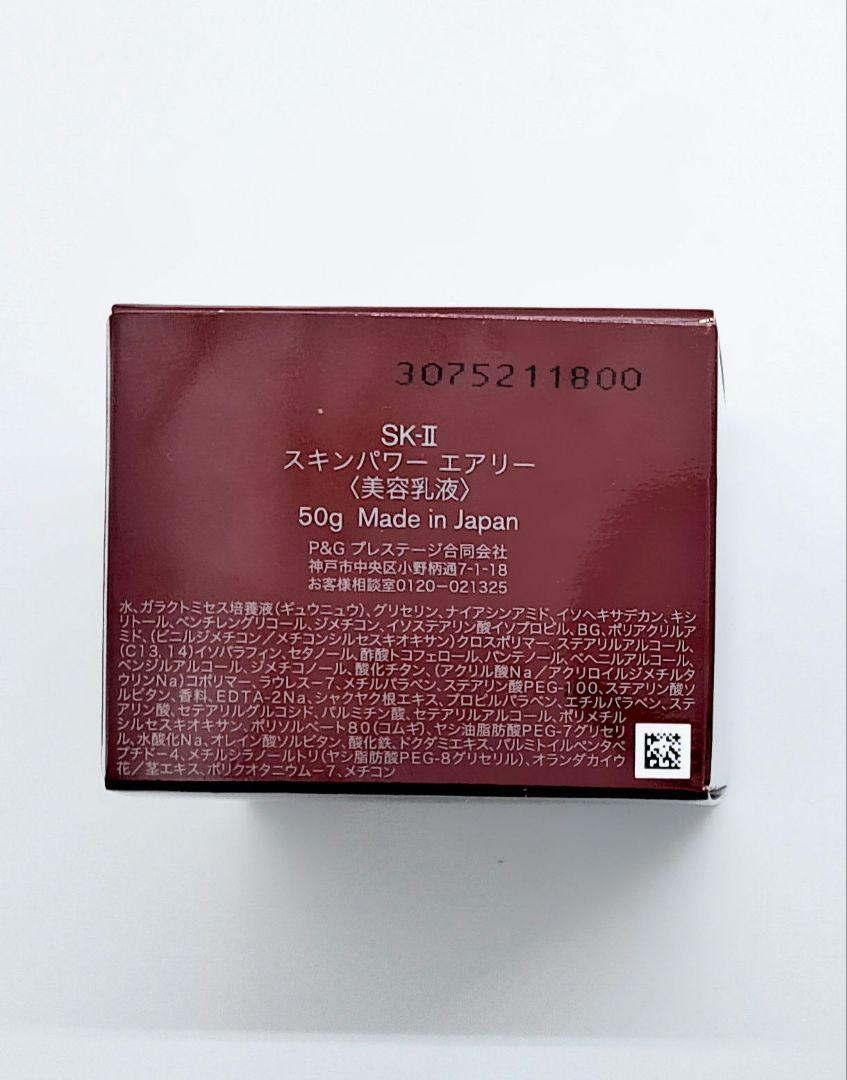 3075211800
SK-II
スキンパワー エアリー
〈美容乳液〉
50g Made in Japan
P&G プレステージ合同会社
神戸市中央区小野柄通7-1-18
お客様相談室0120-021325
水、ガラクトミセス培養液(ギュウニュウ)、グリセリン、ナイアシンアミド、イソヘキサデカン、キシ
リトール、ペンチレングリコール、ジメチコン、イソステアリン酸イソプロピル、BG、ポリアクリルア
ミド、(ビニルジメチコン/メチコンシルセスキオキサン)クロスポリマー、ステアリルアルコール、
(C13,14)イソパラフィン、セタノール、酢酸トコフェロール、パンテノール、ベヘニルアルコール、
ベンジルアルコール、ジメチコノール、酸化チタン、(アクリル酸Na/アクリロイルジメチルタ
ウリンNa)コポリマー、ラウレス-7、メチルパラベン、ステアリン酸PEG-100、ステアリン酸ソ
ルビタン、香料、EDTA-2Na、シャクヤク根エキス、プロピルパラベン、エチルパラベン、ステ
アリン酸、セテアリルグルコシド、パルミチン酸、セテアリルアルコール、ポリメチル
シルセスキオキサン、ポリソルベート80(コムギ)、ヤシ油脂肪酸PEG-7グリセリ
ル、水酸化Na、オレイン酸ソルビタン、酸化鉄、ドクダミエキス、パルミトイルペンタペ
プチド-4、メチルシラノールトリ(ヤシ脂肪酸PEG-8グリセリル)、オランダカイウ
花/茎エキス、ポリクオタニウム-7、メチコン